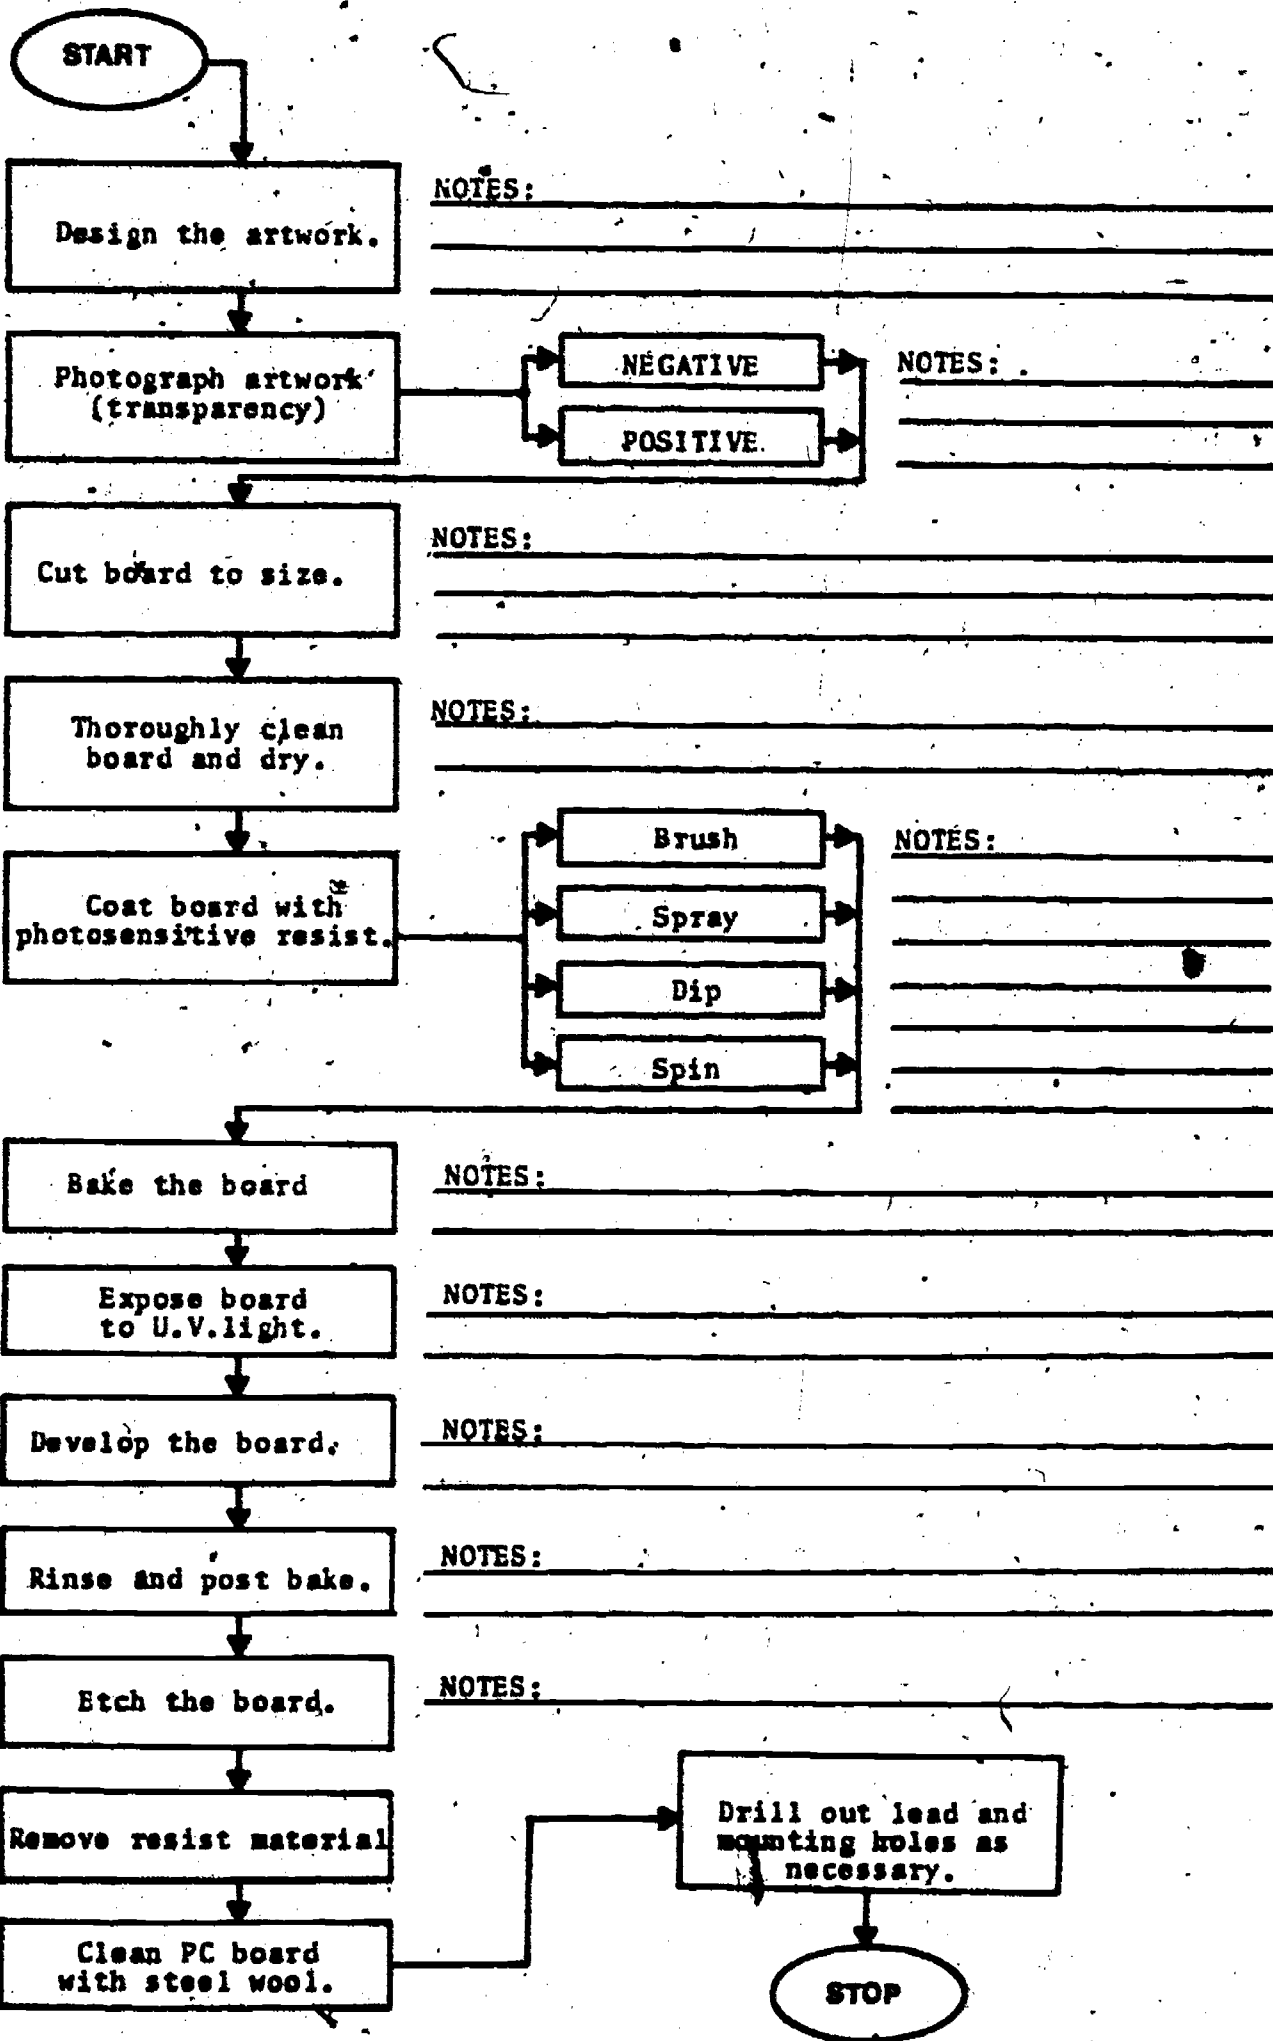 START
Design the artwork.
NOTES:
Photograph artwork
(transparency)
NEGATIVE
POSITIVE.
NOTES:
Cut board to size.
NOTES:
Thoroughly clean
board and dry.
NOTES:
Coat board with
photosensitive resist.
Brush
Spray
Dip
Spin
NOTES:
Bake the board
NOTES:
Expose board
to U.V.light.
NOTES:
Develop the board.
NOTES:
Rinse and post bake.
NOTES:
Etch the board.
NOTES:
Remove resist material
Clean PC board
with steel wool.
Drill out lead and
mounting holes as
necessary.
STOP